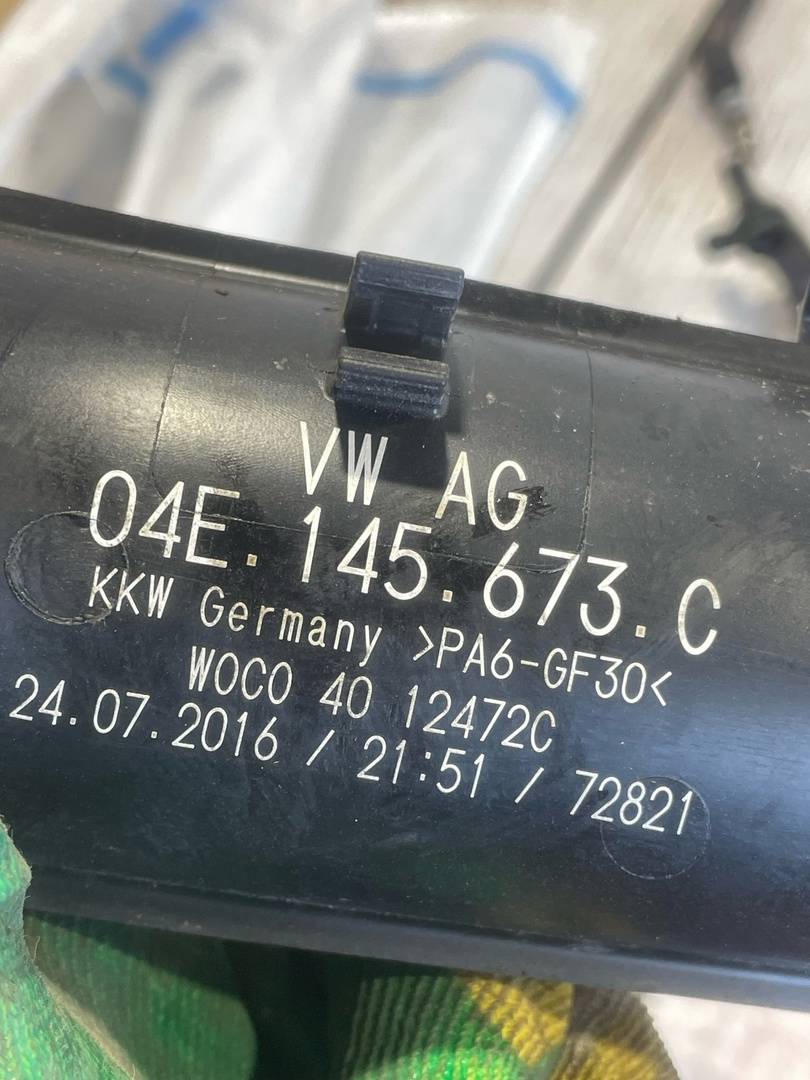 VW AG
04E.145.673.C
KKW Germany >PA6-GF30<
WOCO 40 12472C
24.07.2016 / 21:51 / 72821